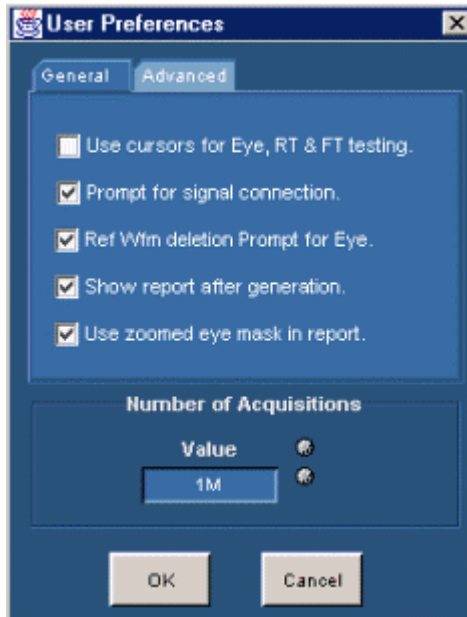 User Preferences
General Advanced
Use cursors for Eye, RT & FT testing.
Prompt for signal connection.
Ref Wfm deletion Prompt for Eye.
Show report after generation.
Use zoomed eye mask in report.
Number of Acquisitions
Value
1M
OK Cancel